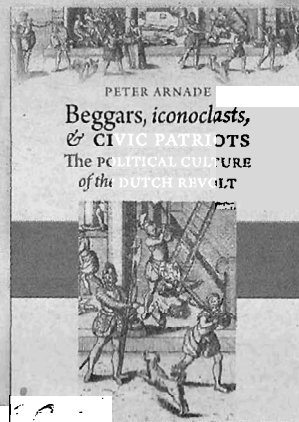 PETER ARNADE
Beggars, iconoclasts,
& CIVIC PATRIOTS
The POLITICAL CULTURE
of the DUTCH REVOLT